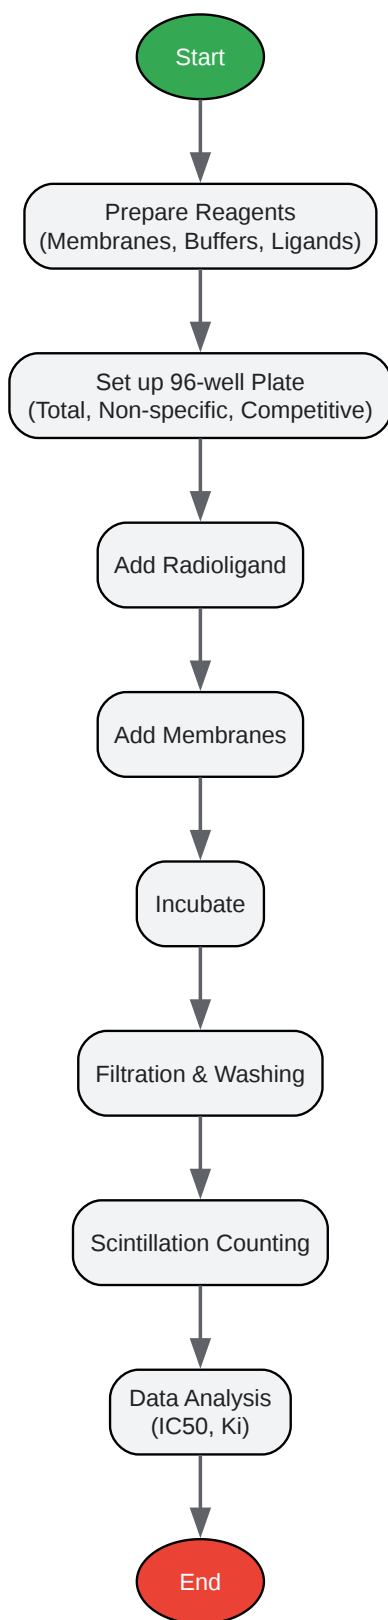 Start
Prepare Reagents
(Membranes, Buffers, Ligands)
Set up 96-well Plate
(Total, Non-specific, Competitive)
Add Radioligand
Add Membranes
Incubate
Filtration & Washing
Scintillation Counting
Data Analysis
(IC50, Ki)
End